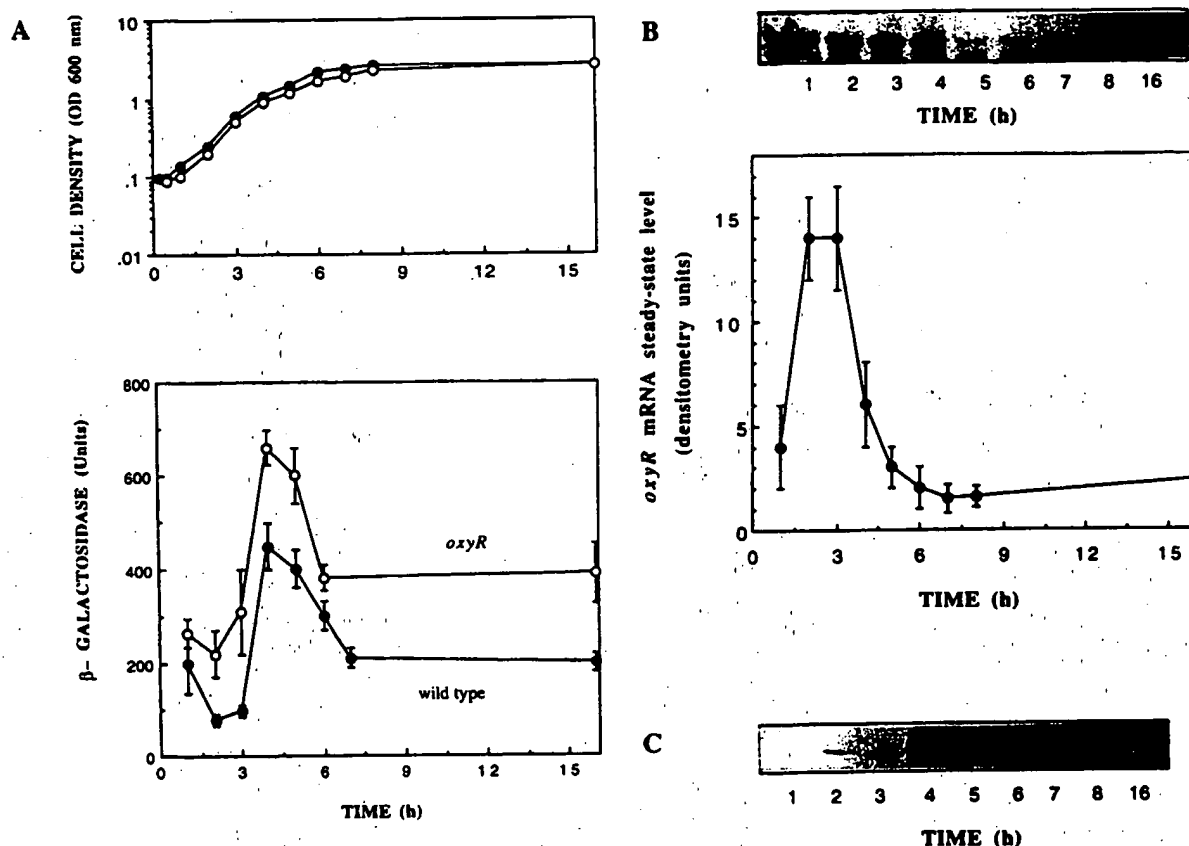 A
CELL DENSITY (OD 600 nm)
10
1
.1
.01
0 3 6 9 12 15
β– GALACTOSIDASE (Units)
800
600
400
200
0
oxyR
wild type
0 3 6 9 12 15
TIME (h)
B
1 2 3 4 5 6 7 8 16
TIME (h)
oxyR mRNA steady-state level
(densitometry units)
15
10
5
0
0 3 6 9 12 15
TIME (h)
C
1 2 3 4 5 6 7 8 16
TIME (h)